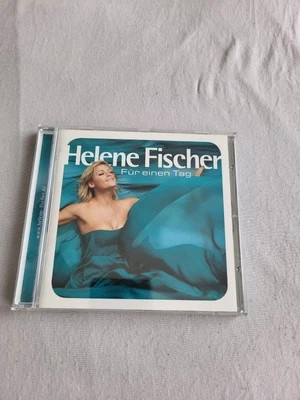 Helene Fischer
Für einen Tag